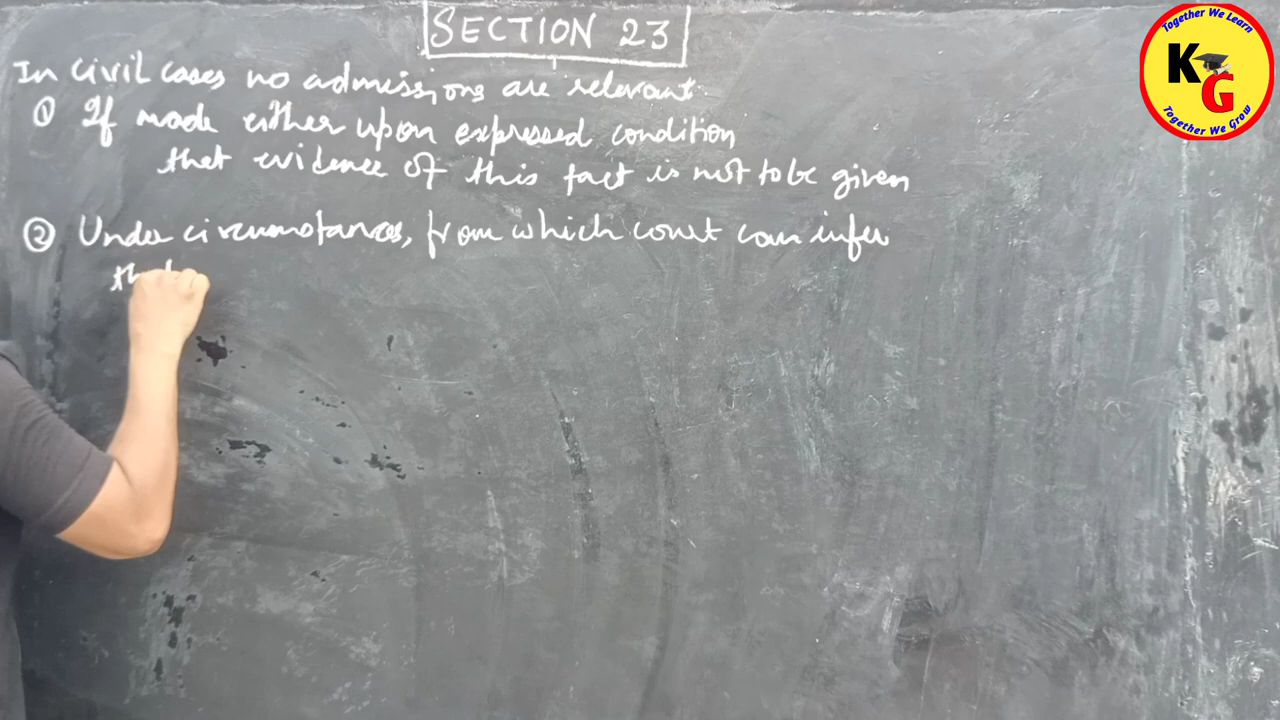 SECTION 23
In civil cases no admissions are relevant.
① If made either upon expressed condition
that evidence of this fact is not to be given
② Under circumstances, from which court can infer
that
Together We Learn
KG
Together We Grow